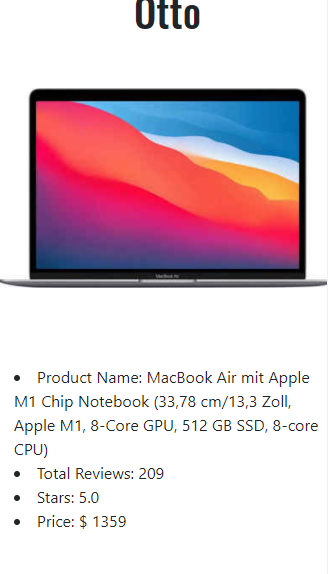 Otto
MacBook Air
• Product Name: MacBook Air mit Apple
M1 Chip Notebook (33,78 cm/13,3 Zoll,
Apple M1, 8-Core GPU, 512 GB SSD, 8-core
CPU)
• Total Reviews: 209
• Stars: 5.0
• Price: $ 1359